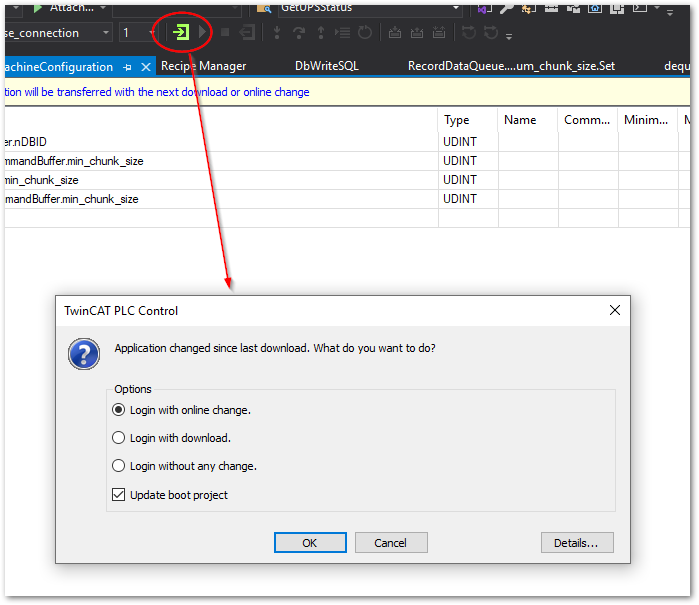 Attach...
GetUPSStatus
se_connection 1
achineConfiguration
Recipe Manager
DbWriteSQL
RecordDataQueue....um_chunk_size.Set
deque
tion will be transferred with the next download or online change
Type Name Comm... Minim... M
er.nDBID UDINT
ommandBuffer.min_chunk_size UDINT
min_chunk_size UDINT
mmandBuffer.min_chunk_size UDINT
TwinCAT PLC Control
Application changed since last download. What do you want to do?
Options
Login with online change.
Login with download.
Login without any change.
Update boot project
OK Cancel Details...